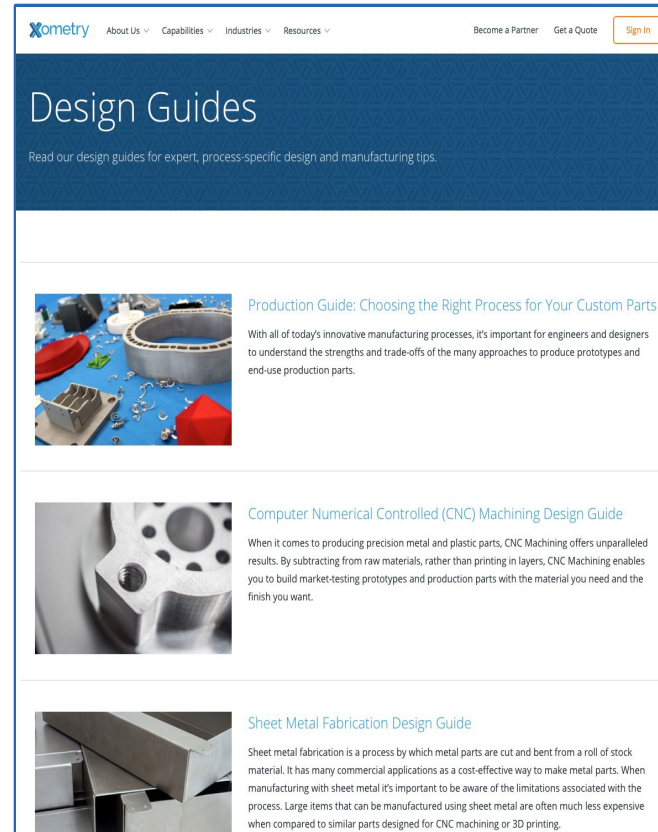 Xometry About Us Capabilities Industries Resources Become a Partner Get a Quote Sign In
Design Guides
Read our design guides for expert, process-specific design and manufacturing tips.
Production Guide: Choosing the Right Process for Your Custom Parts
With all of today's innovative manufacturing processes, it's important for engineers and designers
to understand the strengths and trade-offs of the many approaches to produce prototypes and
end-use production parts.
Computer Numerical Controlled (CNC) Machining Design Guide
When it comes to producing precision metal and plastic parts, CNC Machining offers unparalleled
results. By subtracting from raw materials, rather than printing in layers, CNC Machining enables
you to build market-testing prototypes and production parts with the material you need and the
finish you want.
Sheet Metal Fabrication Design Guide
Sheet metal fabrication is a process by which metal parts are cut and bent from a roll of stock
material. It has many commercial applications as a cost-effective way to make metal parts. When
manufacturing with sheet metal it's important to be aware of the limitations associated with the
process. Large items that can be manufactured using sheet metal are often much less expensive
when compared to similar parts designed for CNC machining or 3D printing.